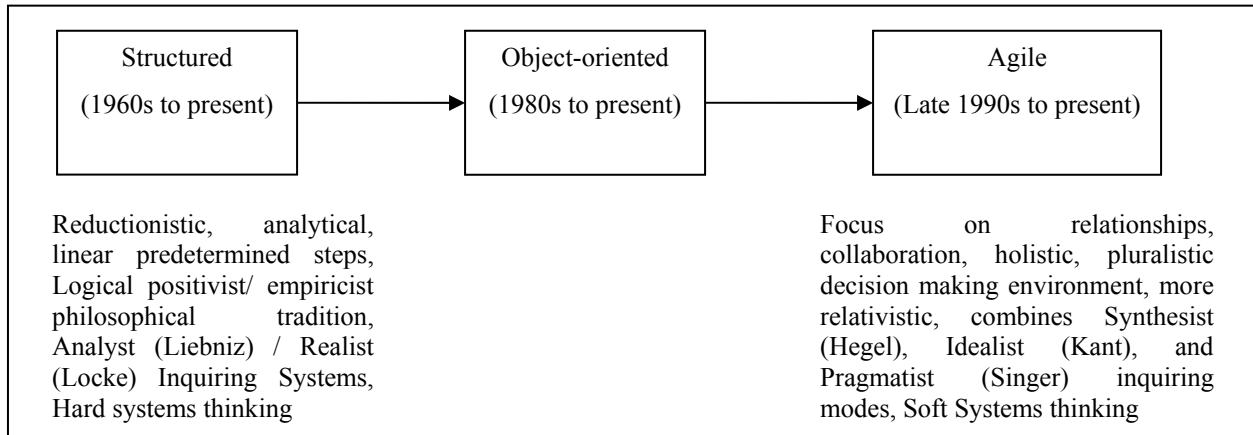 Structured
(1960s to present)
Object-oriented
(1980s to present)
Agile
(Late 1990s to present)
Reductionistic, analytical,
linear predetermined steps,
Logical positivist/ empiricist
philosophical tradition,
Analyst (Liebniz) / Realist
(Locke) Inquiring Systems,
Hard systems thinking
Focus on relationships,
collaboration, holistic, pluralistic
decision making environment, more
relativistic, combines Synthesist
(Hegel), Idealist (Kant), and
Pragmatist (Singer) inquiring
modes, Soft Systems thinking